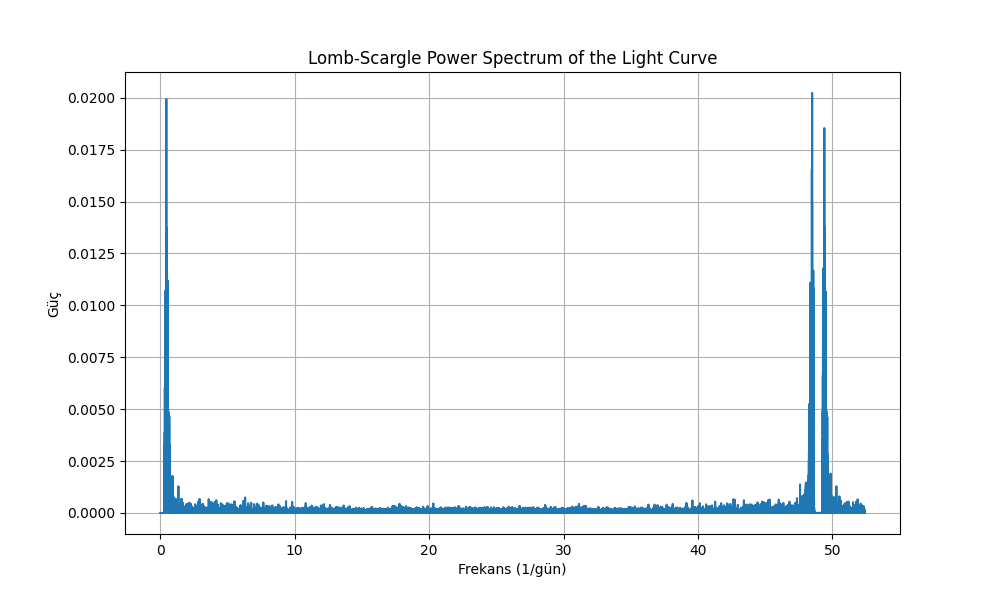 Lomb-Scargle Power Spectrum of the Light Curve
0.0200
0.0175
0.0150
0.0125
0.0100
0.0075
0.0050
0.0025
0.0000
Güç
0 10 20 30 40 50
Frekans (1/gün)